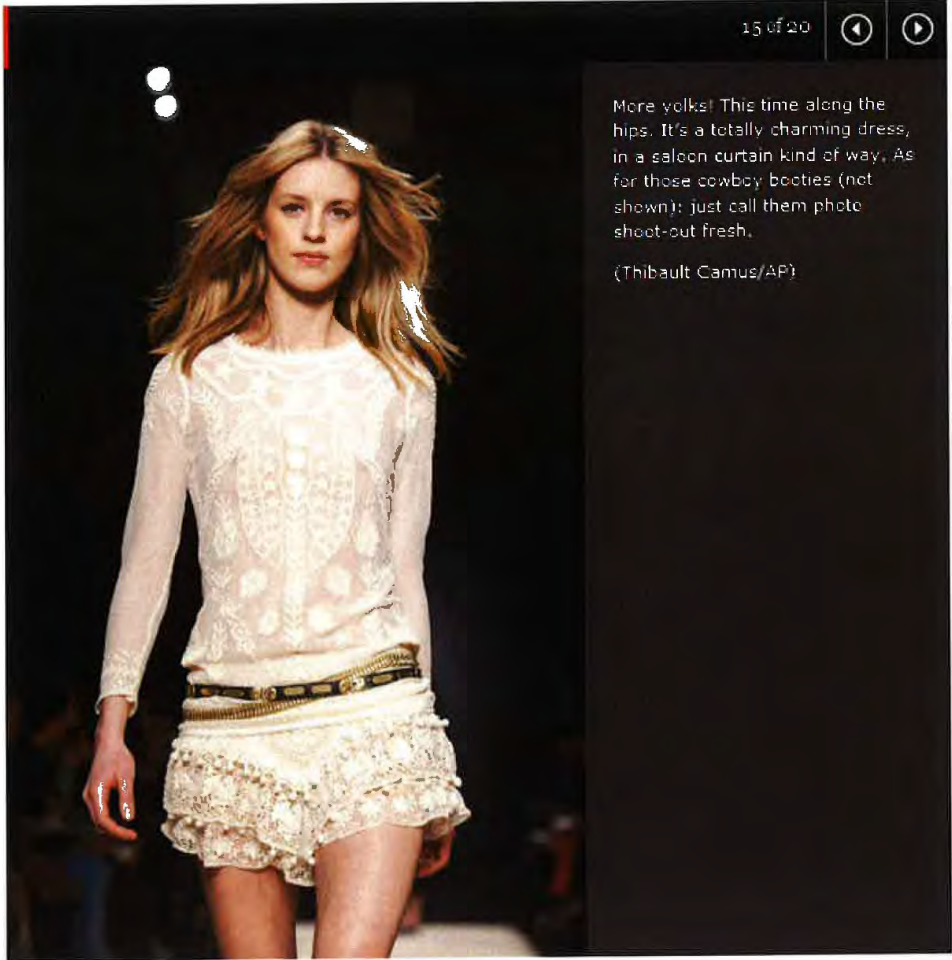 15 of 20
More yolks! This time along the
hips. It's a totally charming dress,
in a saloon curtain kind of way. As
for those cowboy booties (not
shown): just call them photo
shoot-out fresh.
(Thibault Camus/AP)